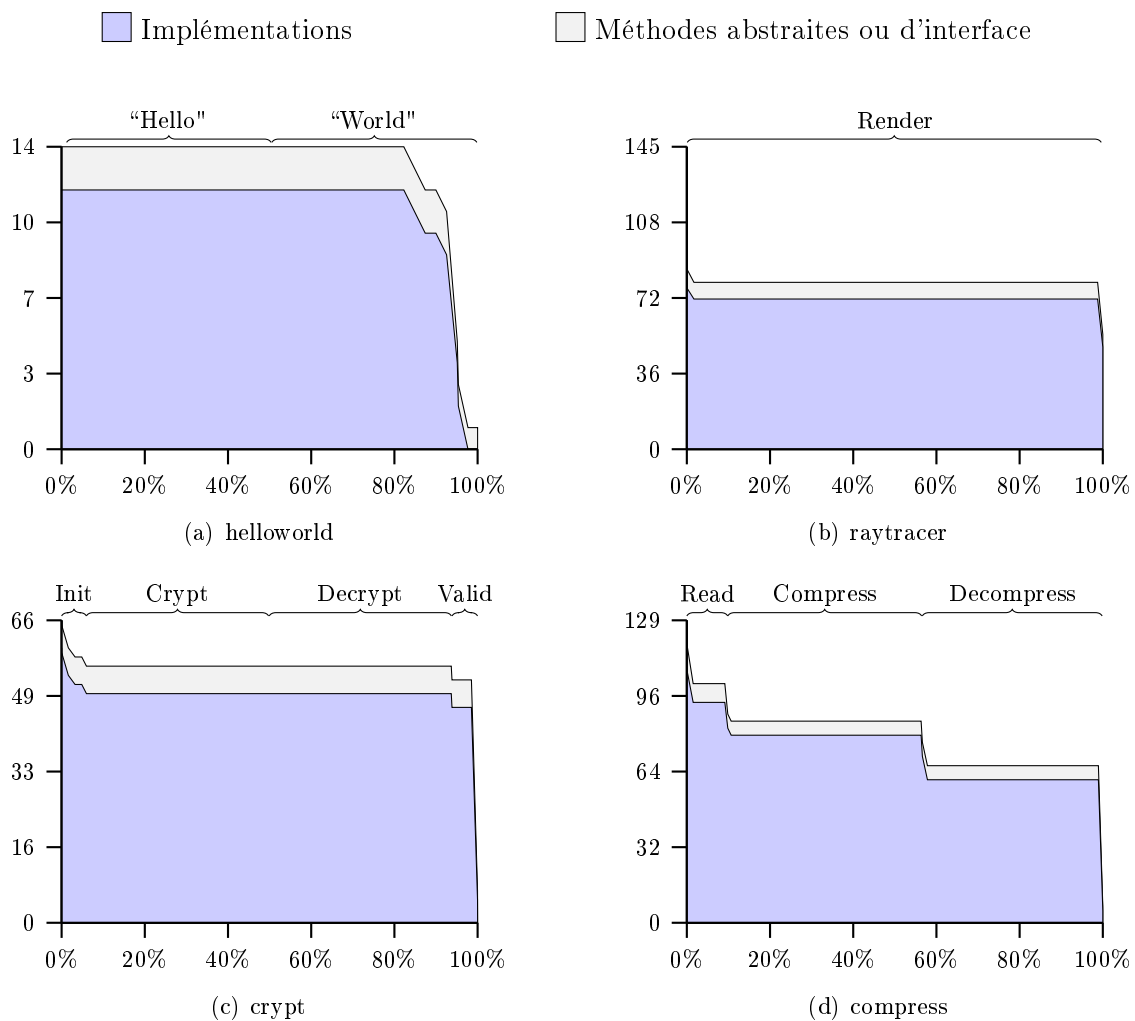 Implémentations Méthodes abstraites ou d'interface
“Hello" “World"
14
10
7
3
0
0% 20% 40% 60% 80% 100%
(a) helloworld
Render
145
108
72
36
0
0% 20% 40% 60% 80% 100%
(b) raytracer
Init Crypt Decrypt Valid
66
49
33
16
0
0% 20% 40% 60% 80% 100%
(c) crypt
Read Compress Decompress
129
96
64
32
0
0% 20% 40% 60% 80% 100%
(d) compress